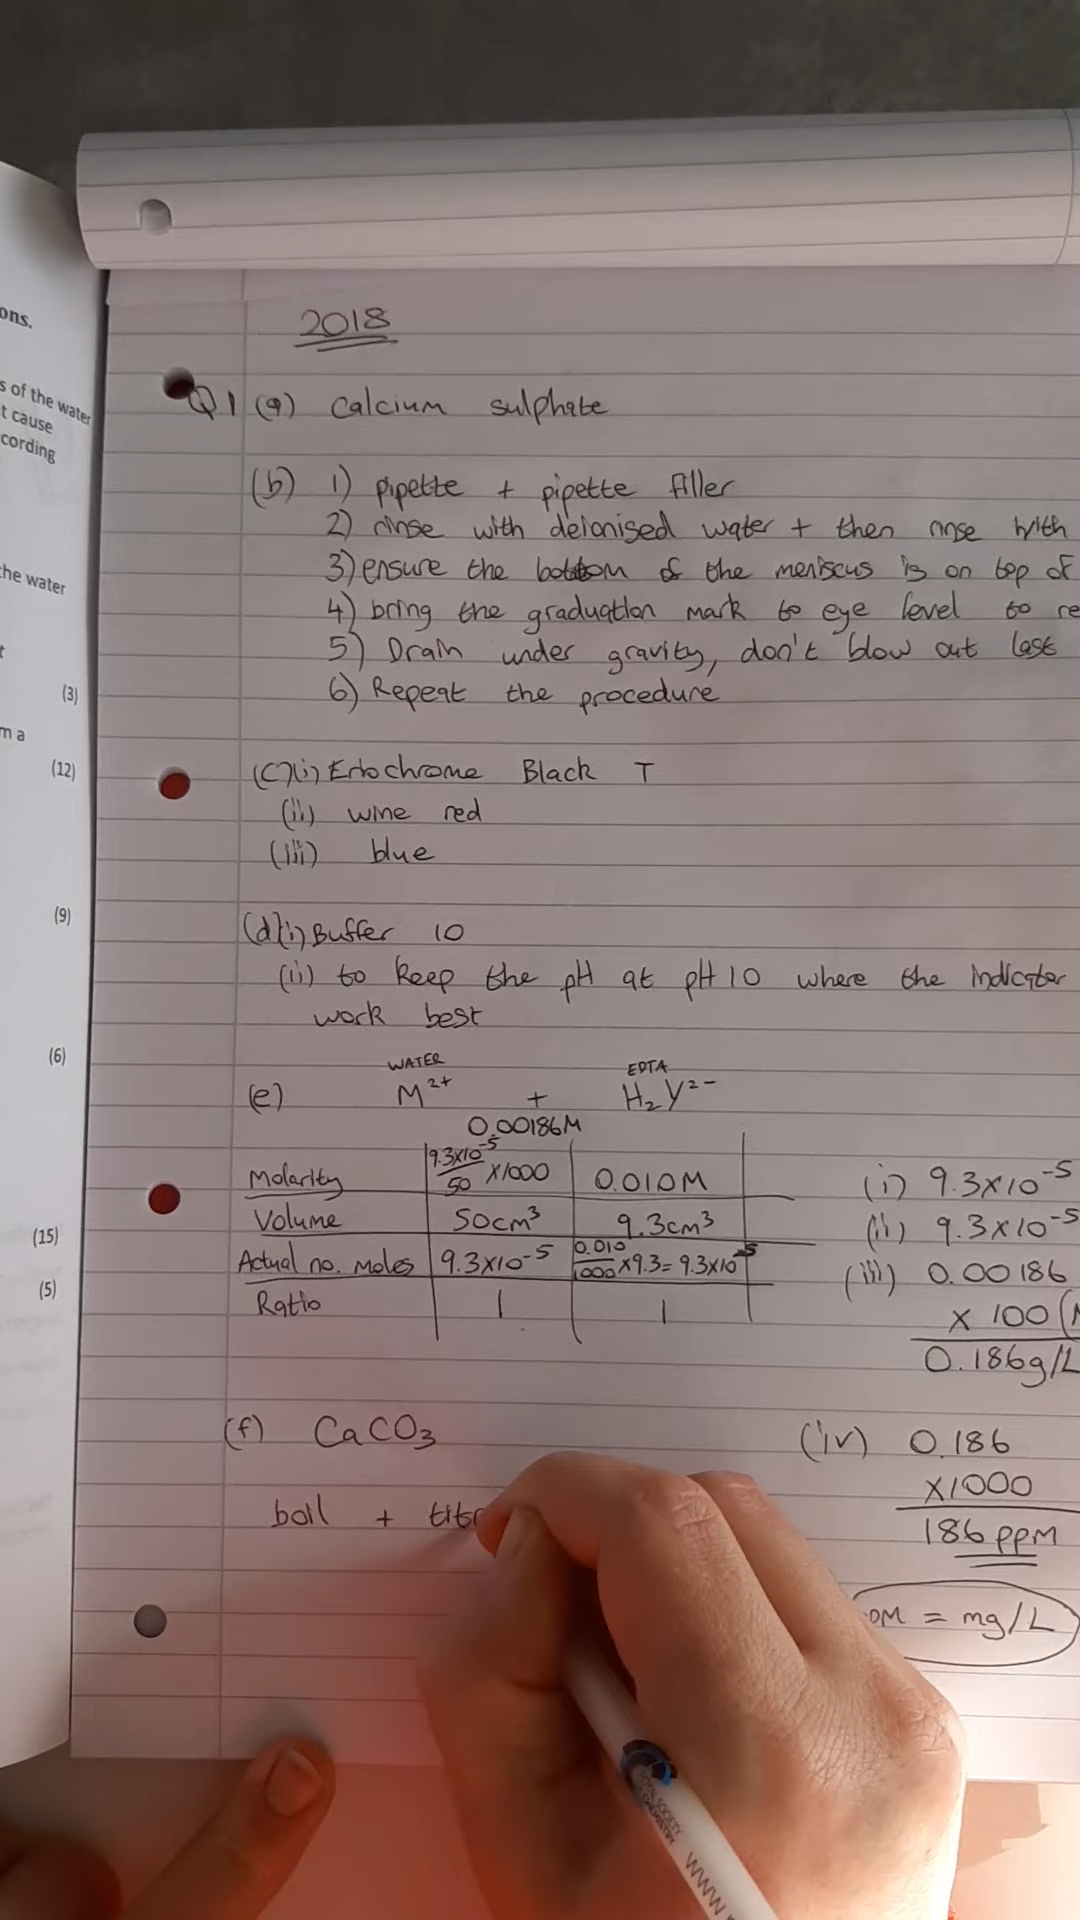 ons.
s of the water
t cause
cording
he water
(3)
m a
(12)
(9)
(6)
(15)
(5)
2018
Q1 (a) Calcium sulphate
(b) 1) pipette + pipette filler
2) rinse with deionised water + then rinse with
3) ensure the bottom of the meniscus is on top of
4) bring the graduation mark to eye level to re
5) Drain under gravity, don't blow out last
6) Repeat the procedure
(c)(i) Eriochrome Black T
(ii) wine red
(iii) blue
(d)(i) Buffer 10
(ii) to keep the pH at pH 10 where the indicator
work best
WATER EDTA
(e) M²⁺ + H₂Y²⁻
0.00186M
Molarity 9.3x10⁻⁵/50 x1000 0.010M
Volume 50cm³ 9.3cm³
Actual no. moles 9.3x10⁻⁵ 0.010/1000 x9.3 = 9.3x10⁻⁵
Ratio 1 1
(i) 9.3x10⁻⁵
(ii) 9.3x10⁻⁵
(iii) 0.00186
x 100 (
0.186g/L
(f) CaCO₃
boil + titr
(iv) 0.186
x1000
186 ppm
pm = mg/L
SOCIETY
CHEMISTRY
WWW.